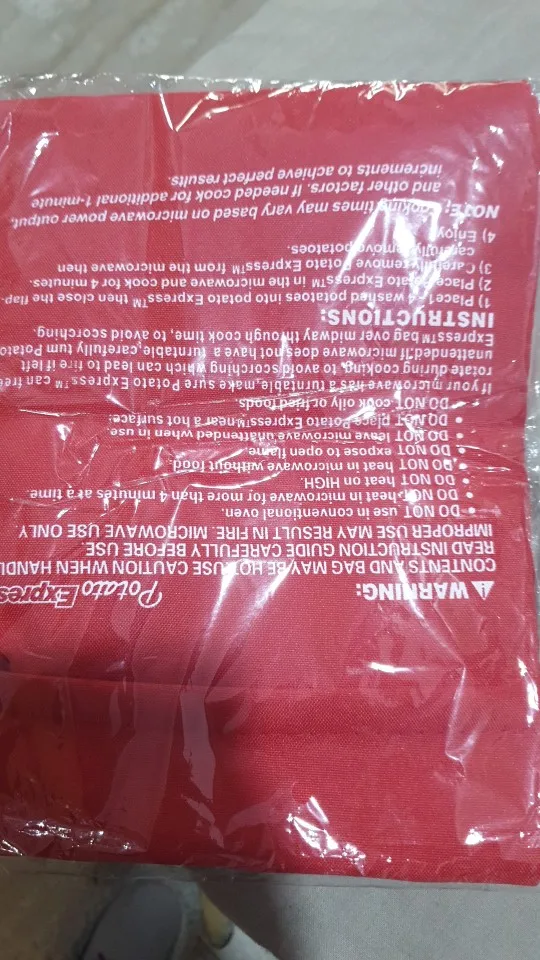 Potato Express
⚠ WARNING:
CONTENTS MAY AND BAG MAY BE HOT, USE CAUTION WHEN HANDL
READ INSTRUCTION GUIDE CAREFULLY BEFORE USE
IMPROPER USE MAY RESULT IN FIRE. MICROWAVE USE ONLY
• DO NOT use in conventional oven.
• DO NOT heat in microwave for more than 4 minutes at a time.
• DO NOT heat on HIGH.
• DO NOT heat in microwave without food.
• DO NOT expose to open flame.
• DO NOT leave microwave unattended when in use.
• DO NOT Place Potato Express™ near a hot surface.
• DO NOT cook oily or fried foods
If your microwave has a turntable, make sure Potato Express™ can free
rotate during cooking, to avoid scorching which can lead to fire if left
unattended. If microwave does not have a turntable, carefully turn Potato
Express™ bag over midway through cook time, to avoid scorching.
INSTRUCTIONS:
1) Place 1-4 washed potatoes into potato Express™ then close the flap.
2) Place Potato Express™ in the microwave and cook for 4 minutes.
3) Carefully remove Potato Express™ from the microwave then
carefully remove potatoes.
4) Enjoy
NOTE: Cooking times may vary based on microwave power output,
and other factors. If needed cook for additional 1-minute
increments to achieve perfect results.